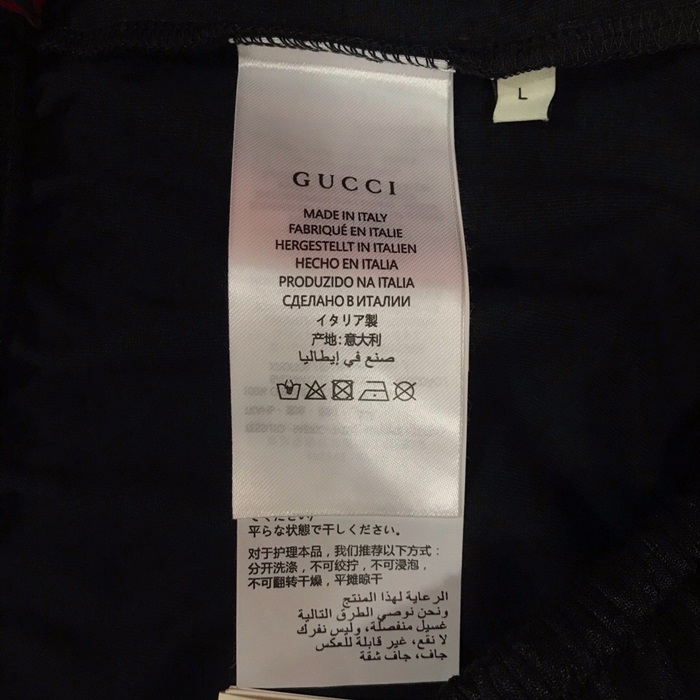 L
GUCCI
MADE IN ITALY
FABRIQUÉ EN ITALIE
HERGESTELLT IN ITALIEN
HECHO EN ITALIA
PRODUZIDO NA ITALIA
СДЕЛАНО В ИТАЛИИ
イタリア製
产地：意大利
صنع في إيطاليا
平らな状態で干してください。
对于护理本品，我们推荐以下方式：
分开洗涤，不可绞拧，不可浸泡，
不可翻转干燥，平摊晾干
الرعاية لهذا المنتج
ونحن نوصي الطرق التالية
غسيل منفصلة، وليس نفرك
لا نقع، غير قابلة للعكس
جاف، جاف شقة